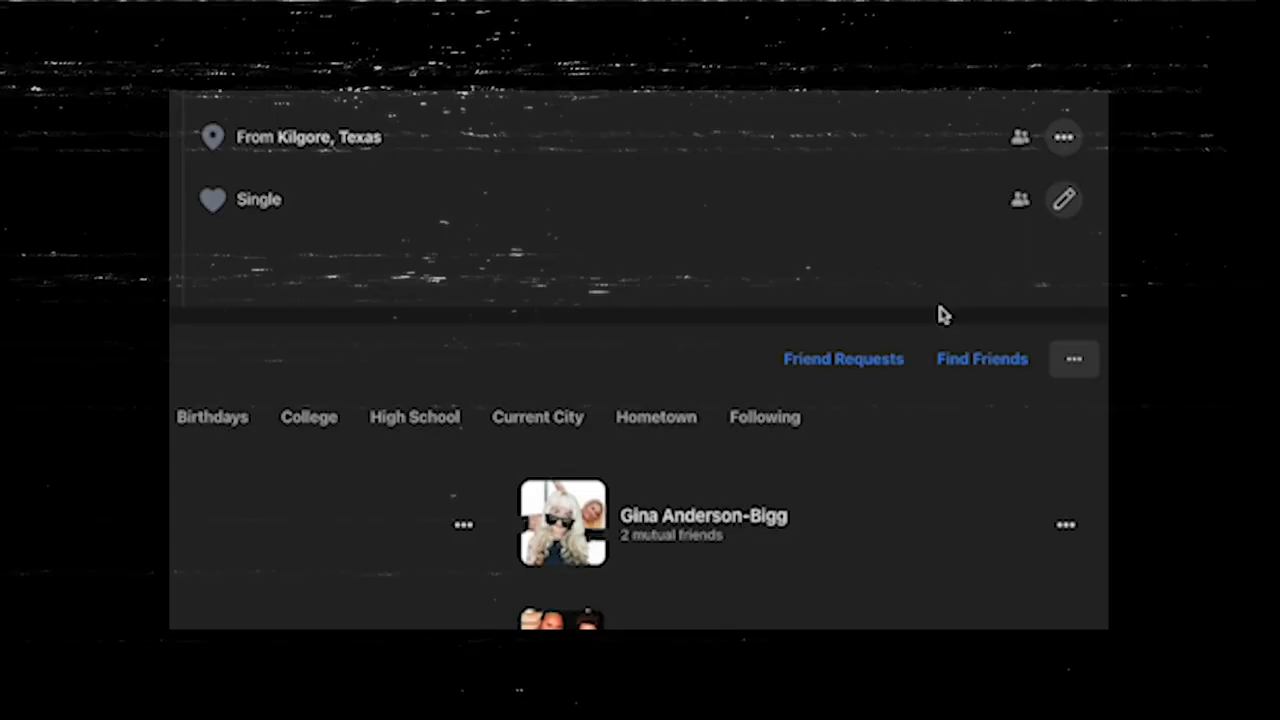 From Kilgore, Texas
Single
Friend Requests Find Friends
Birthdays College High School Current City Hometown Following
Gina Anderson-Bigg
2 mutual friends